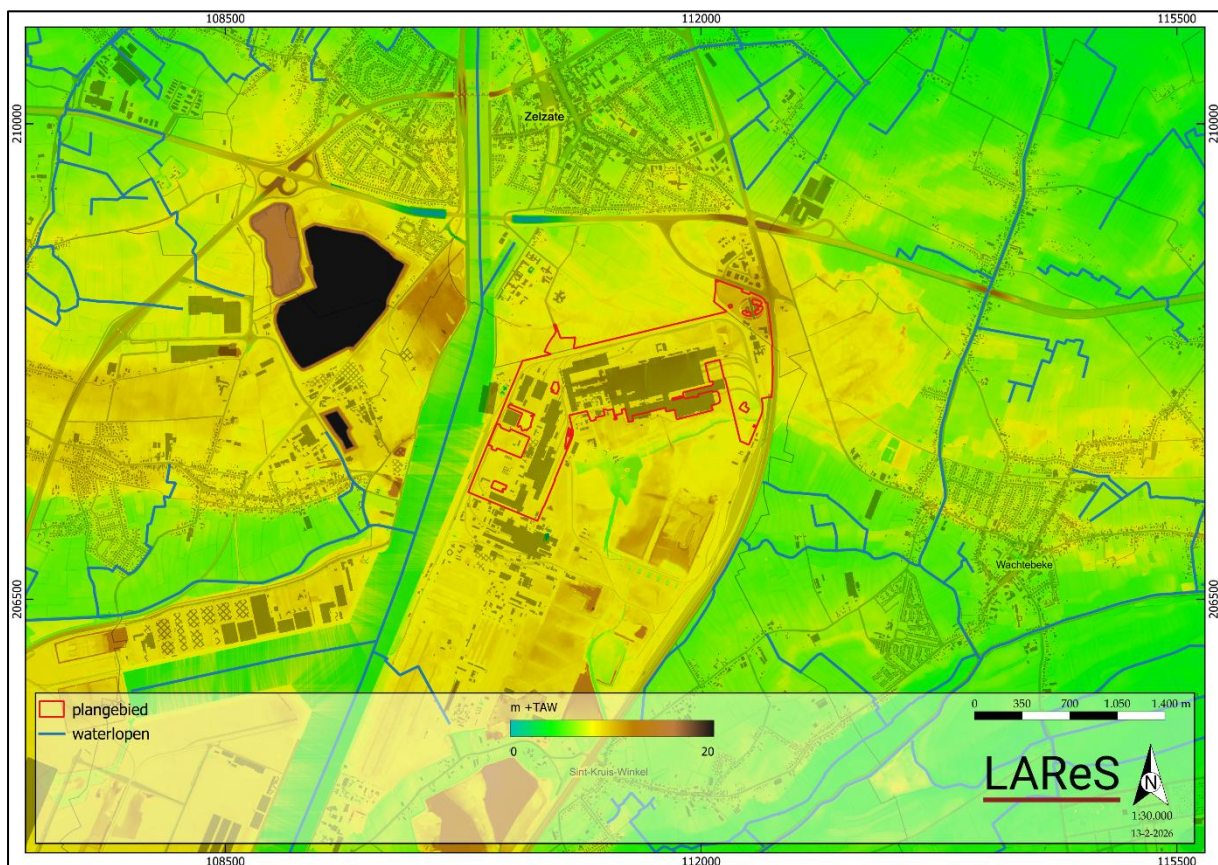 108500 112000 115500
210000 210000
Zelzate
Wachtebeke
206500 206500
plangebied
waterlopen
m +TAW
0 20
0 350 700 1.050 1.400 m
LAReS
N
Sint-Kruis-Winkel
1:30.000
13-2-2026
108500 112000 115500